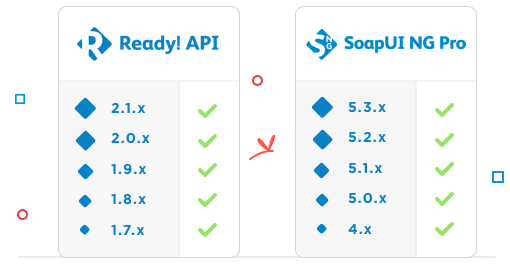 Ready! API
2.1.x
2.0.x
1.9.x
1.8.x
1.7.x
SoapUI NG Pro
5.3.x
5.2.x
5.1.x
5.0.x
4.x